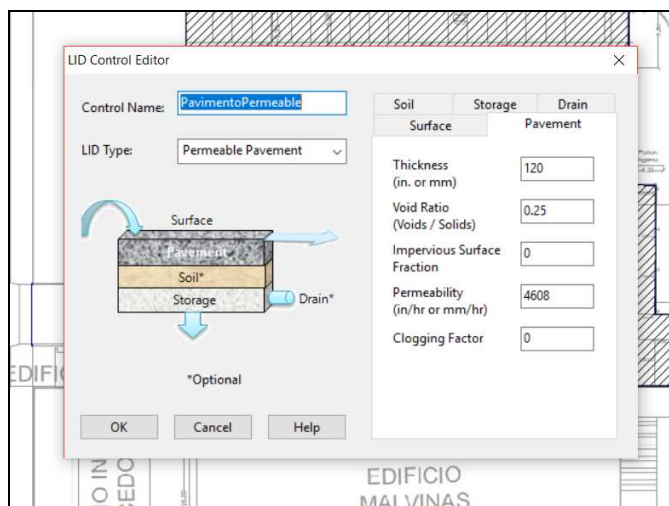 LID Control Editor
Control Name: PavimentoPermeable
LID Type: Permeable Pavement
Surface
Pavement
Soil*
Storage
Drain*
*Optional
OK Cancel Help
Soil Storage Drain
Surface Pavement
Thickness
(in. or mm)
120
Void Ratio
(Voids / Solids)
0.25
Impervious Surface
Fraction
0
Permeability
(in/hr or mm/hr)
4608
Clogging Factor
0
EDIFICIO
MALVINAS